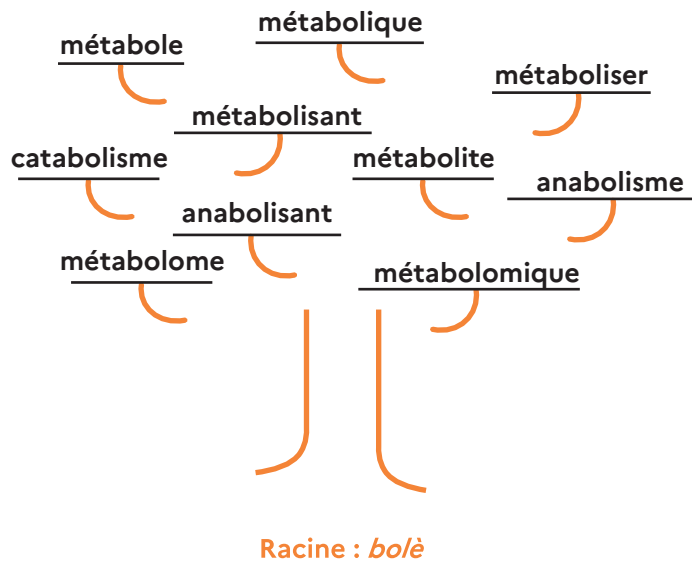 métabole
métabolique
métaboliser
métabolisant
catabolisme
métabolite
anabolisme
anabolisant
métabolome
métabolomique
Racine : bolè